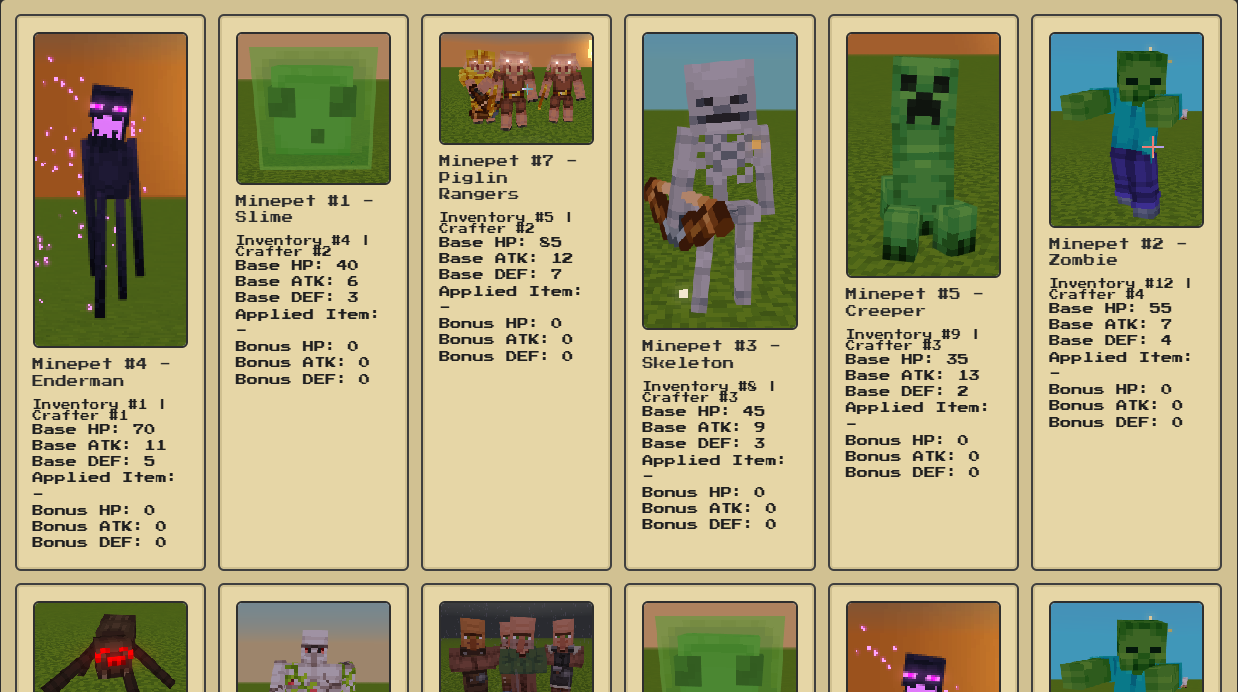 Minepet #4 -
Enderman
Inventory #1 |
Crafter #1
Base HP: 70
Base ATK: 11
Base DEF: 5
Applied Item:
-
Bonus HP: 0
Bonus ATK: 0
Bonus DEF: 0
Minepet #1 -
Slime
Inventory #4 |
Crafter #2
Base HP: 40
Base ATK: 6
Base DEF: 3
Applied Item:
-
Bonus HP: 0
Bonus ATK: 0
Bonus DEF: 0
Minepet #7 -
Piglin
Rangers
Inventory #5 |
Crafter #2
Base HP: 85
Base ATK: 12
Base DEF: 7
Applied Item:
-
Bonus HP: 0
Bonus ATK: 0
Bonus DEF: 0
Minepet #3 -
Skeleton
Inventory #8 |
Crafter #3
Base HP: 45
Base ATK: 9
Base DEF: 3
Applied Item:
-
Bonus HP: 0
Bonus ATK: 0
Bonus DEF: 0
Minepet #5 -
Creeper
Inventory #9 |
Crafter #3
Base HP: 35
Base ATK: 13
Base DEF: 2
Applied Item:
-
Bonus HP: 0
Bonus ATK: 0
Bonus DEF: 0
Minepet #2 -
Zombie
Inventory #12 |
Crafter #4
Base HP: 55
Base ATK: 7
Base DEF: 4
Applied Item:
-
Bonus HP: 0
Bonus ATK: 0
Bonus DEF: 0